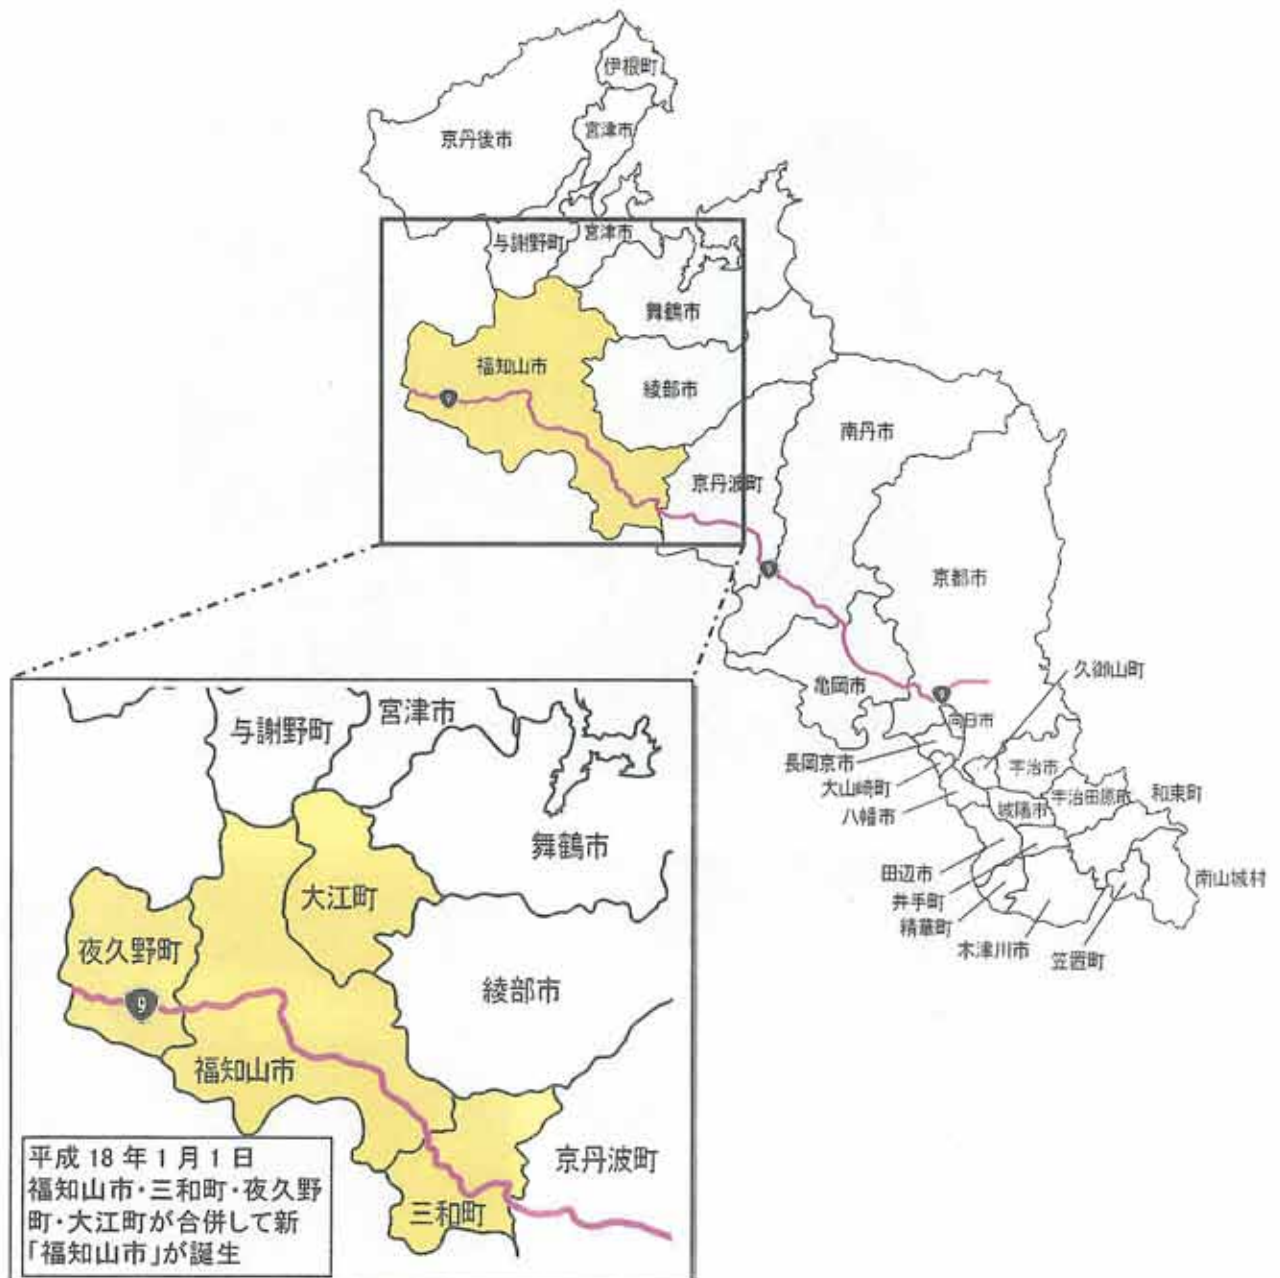 伊根町
京丹後市
宮津市
与謝野町
宮津市
舞鶴市
福知山市
綾部市
9
南丹市
京丹波町
9
京都市
亀岡市
9
久御山町
向日市
長岡京市
宇治市
大山崎町
宇治田原町
和束町
八幡市
城陽市
田辺市
南山城村
井手町
精華町
木津川市
笠置町
与謝野町
宮津市
舞鶴市
大江町
夜久野町
綾部市
9
福知山市
京丹波町
三和町
平成18年1月1日
福知山市・三和町・夜久野
町・大江町が合併して新
「福知山市」が誕生